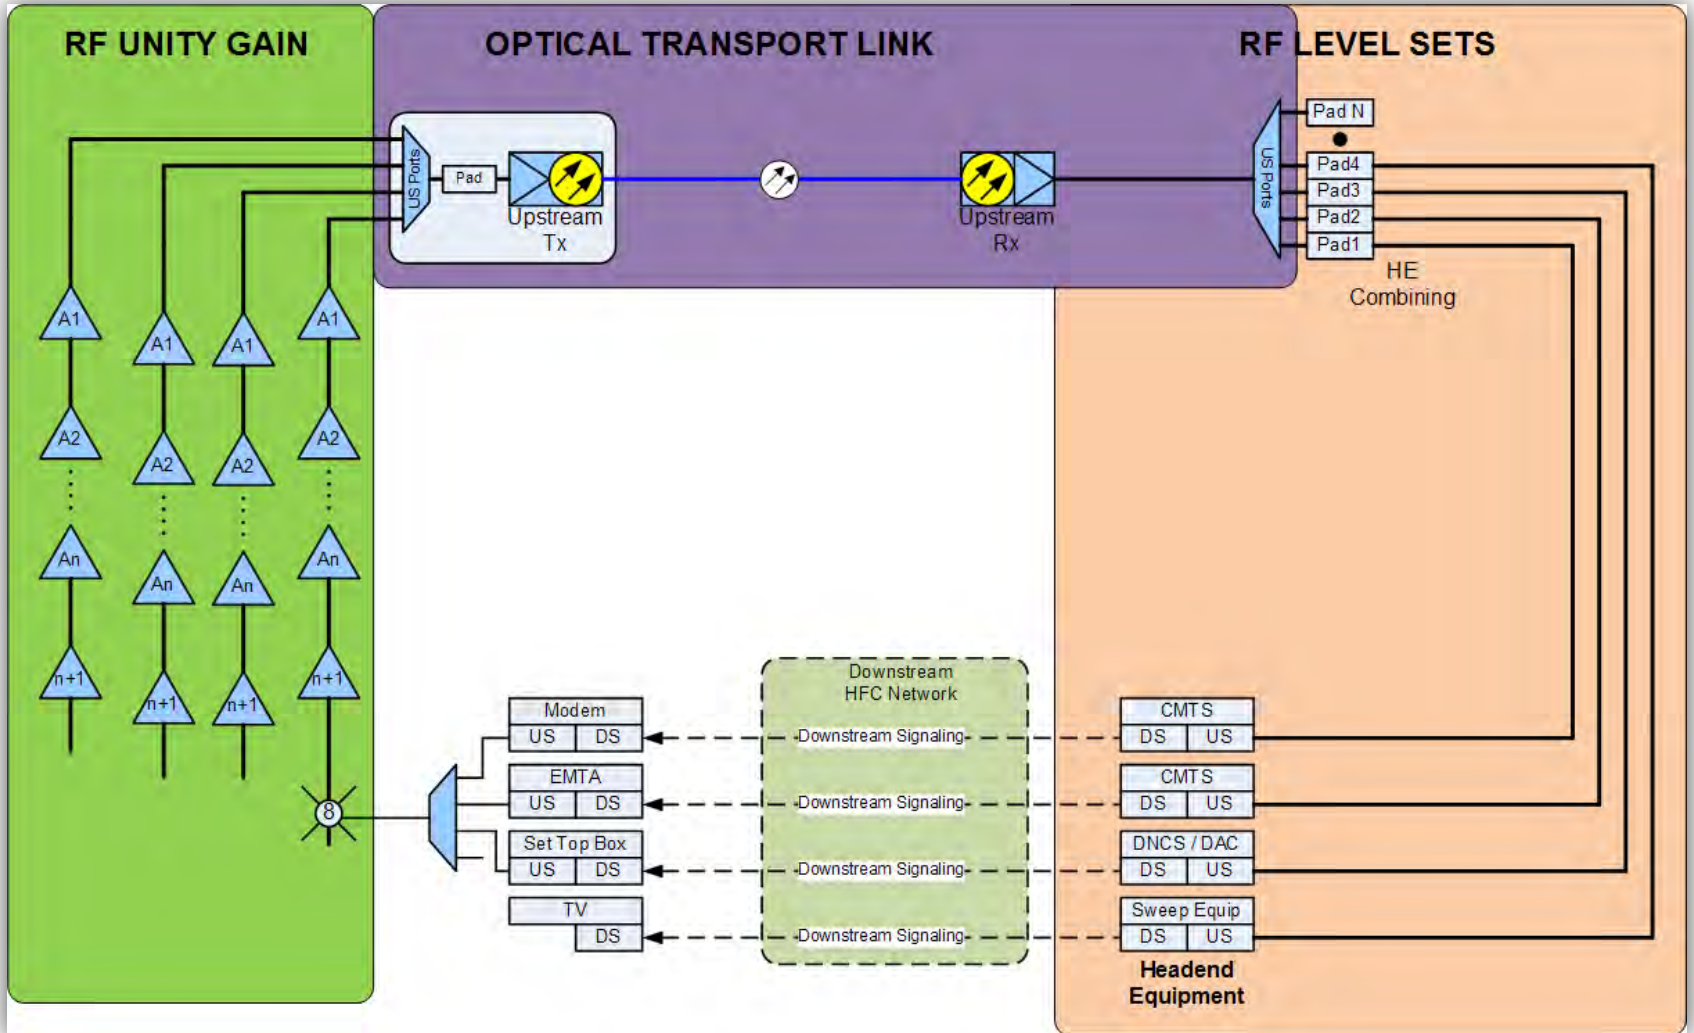 RF UNITY GAIN
OPTICAL TRANSPORT LINK
RF LEVEL SETS
US Ports
Pad
Upstream
Tx
Upstream
Rx
US Ports
Pad N
Pad4
Pad3
Pad2
Pad1
HE
Combining
A1
A1
A1
A1
A2
A2
A2
A2
An
An
An
An
n+1
n+1
n+1
n+1
8
Modem
US DS
EMTA
US DS
Set Top Box
US DS
TV
DS
Downstream
HFC Network
Downstream Signaling
Downstream Signaling
Downstream Signaling
Downstream Signaling
CMTS
DS US
CMTS
DS US
DNCS / DAC
DS US
Sweep Equip
DS US
Headend
Equipment